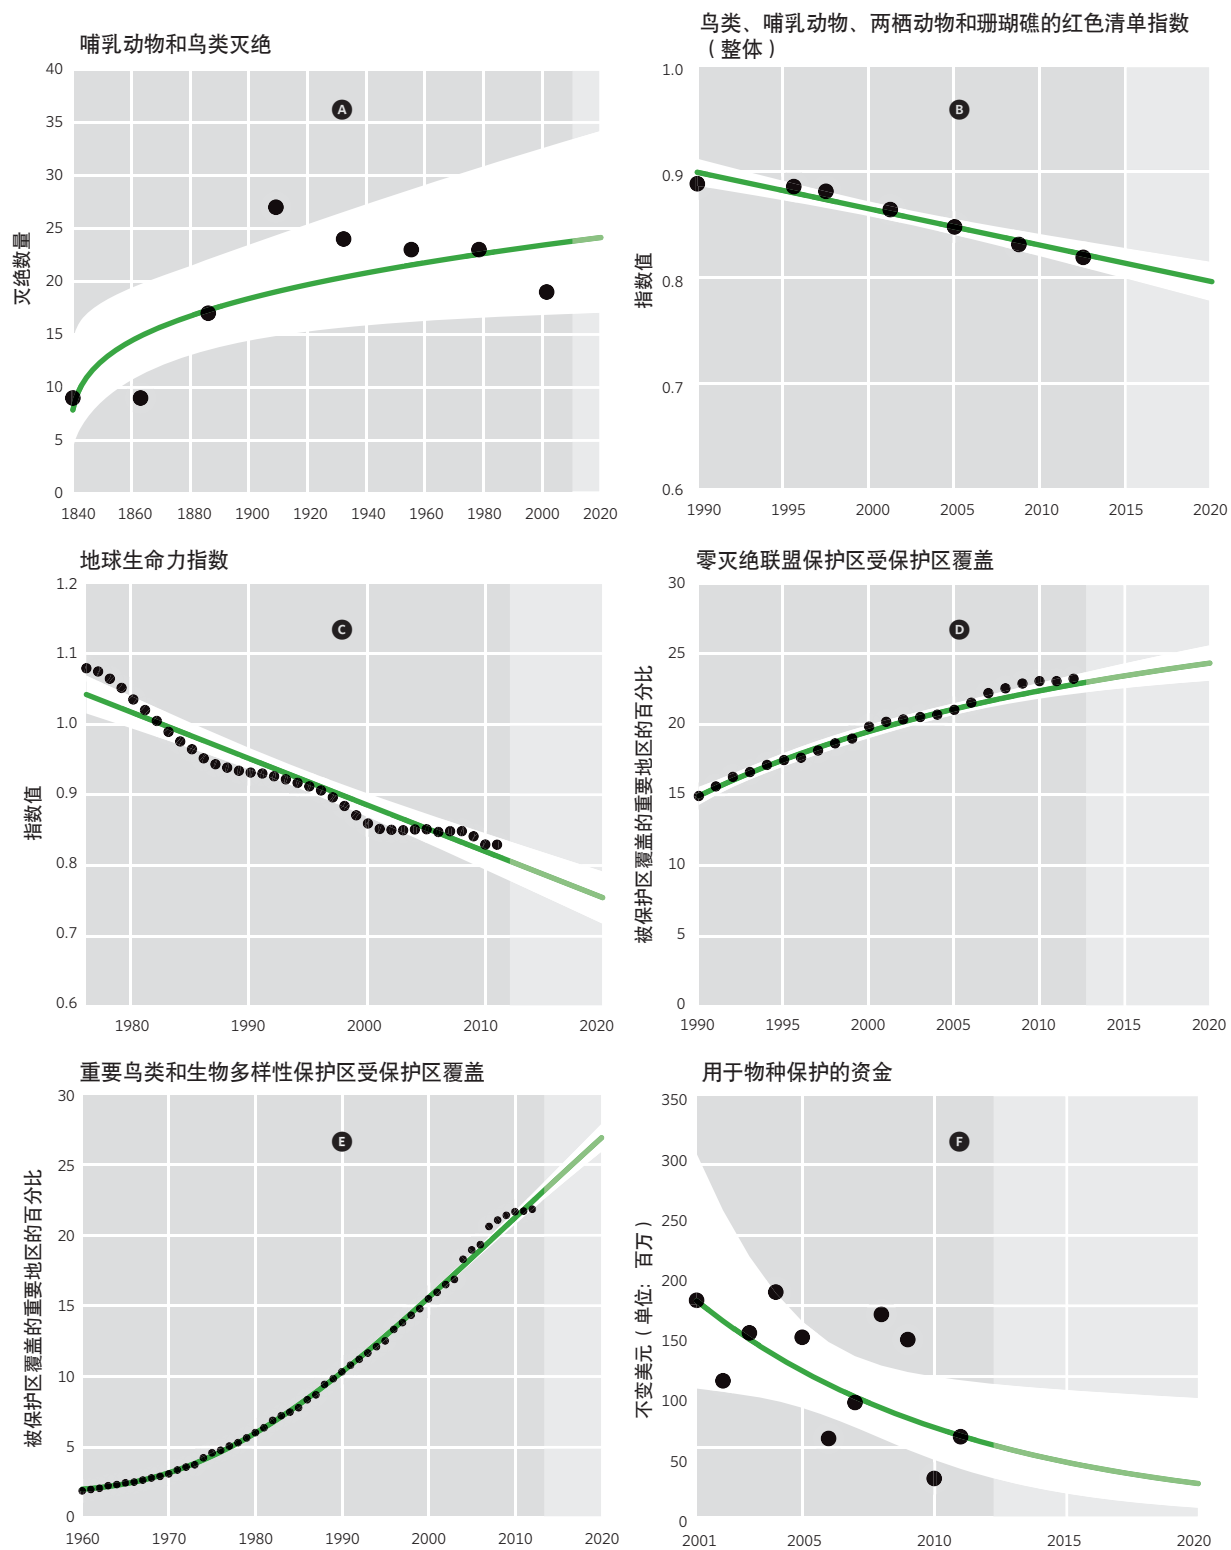 哺乳动物和鸟类灭绝
40
35
30
25
20
15
10
5
0
灭绝数量
A
1840 1860 1880 1900 1920 1940 1960 1980 2000 2020
鸟类、哺乳动物、两栖动物和珊瑚礁的红色清单指数
（整体）
1.0
0.9
0.8
0.7
0.6
指数值
B
1990 1995 2000 2005 2010 2015 2020
地球生命力指数
1.2
1.1
1.0
0.9
0.8
0.7
0.6
指数值
C
1980 1990 2000 2010 2020
零灭绝联盟保护区受保护区覆盖
30
25
20
15
10
5
0
被保护区覆盖的重要地区的百分比
D
1990 1995 2000 2005 2010 2015 2020
重要鸟类和生物多样性保护区受保护区覆盖
30
25
20
15
10
5
0
被保护区覆盖的重要地区的百分比
E
1960 1970 1980 1990 2000 2010 2020
用于物种保护的资金
350
300
250
200
150
100
50
0
不变美元（单位：百万）
F
2001 2005 2010 2015 2020